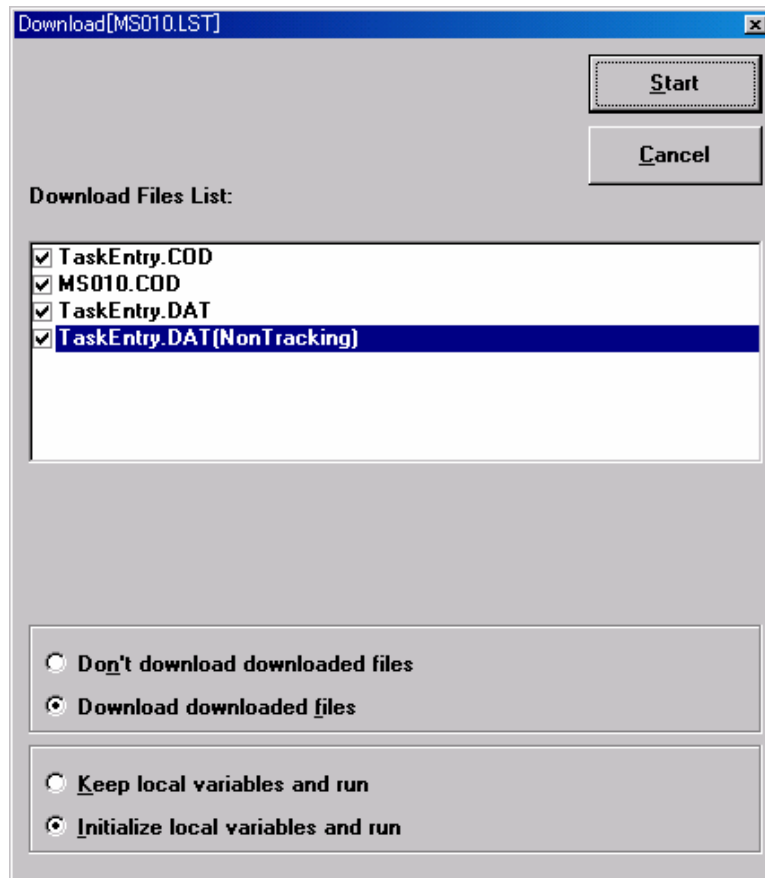 Download[MS010.LST]
Start
Cancel
Download Files List:
TaskEntry.COD
MS010.COD
TaskEntry.DAT
TaskEntry.DAT(NonTracking)
Don't download downloaded files
Download downloaded files
Keep local variables and run
Initialize local variables and run